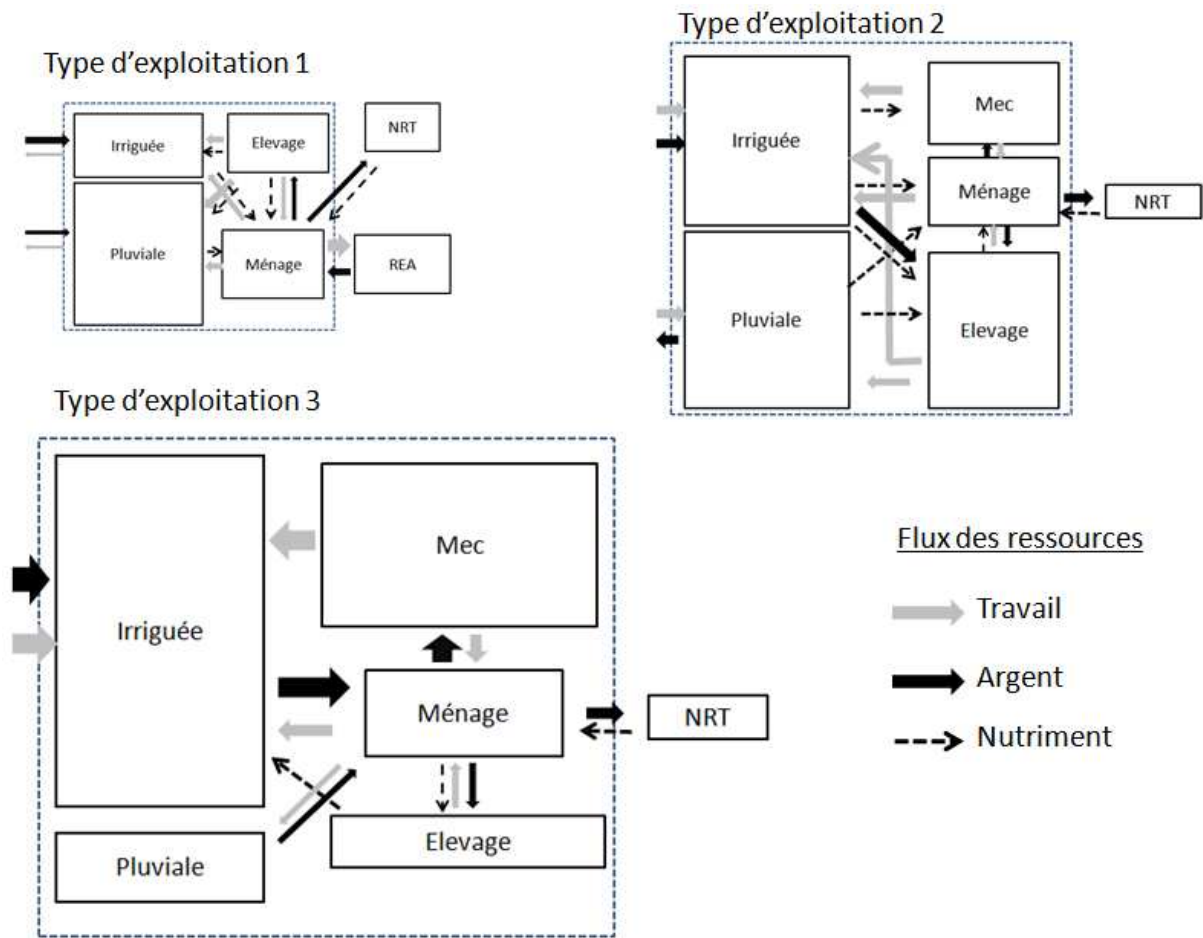 Type d'exploitation 1
Irriguée
Elevage
NRT
Pluviale
Ménage
REA
Type d'exploitation 2
Irriguée
Mec
Ménage
NRT
Pluviale
Elevage
Type d'exploitation 3
Irriguée
Mec
Ménage
NRT
Pluviale
Elevage
Flux des ressources
Travail
Argent
Nutriment